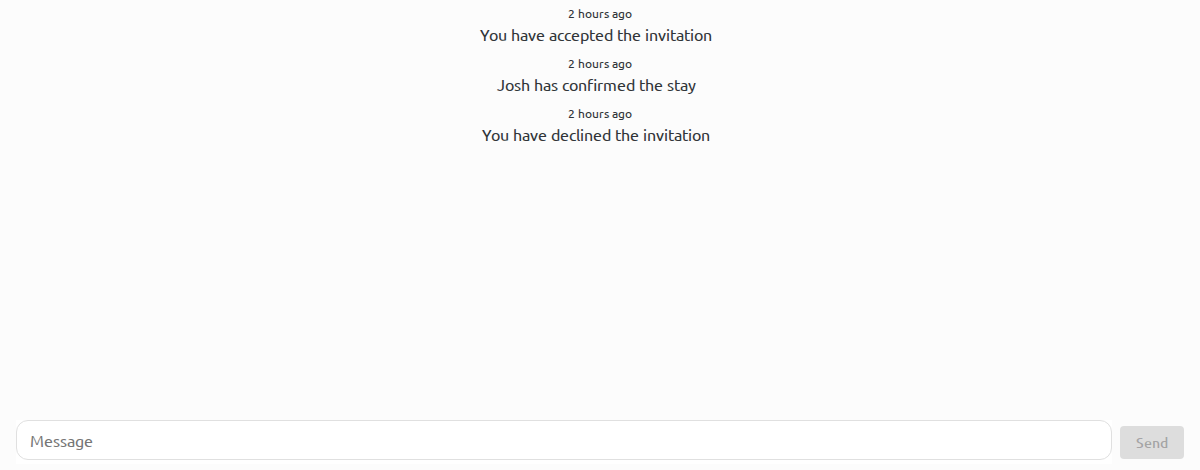 2 hours ago
You have accepted the invitation
2 hours ago
Josh has confirmed the stay
2 hours ago
You have declined the invitation
Message
Send